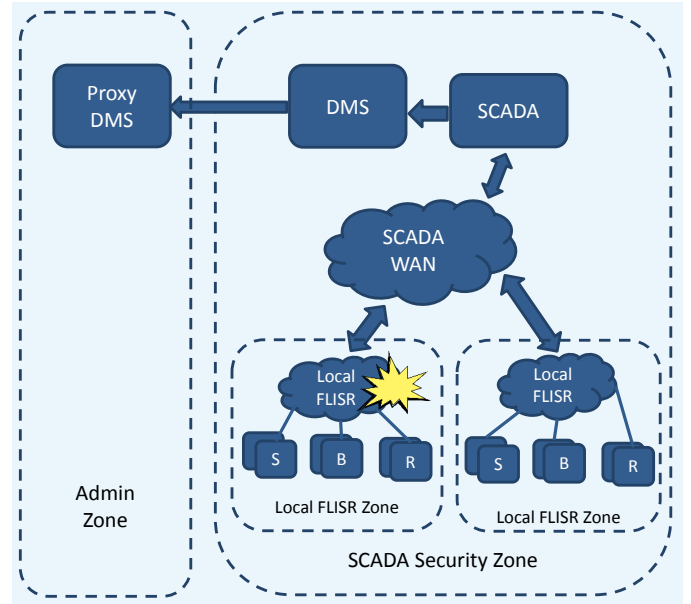 Proxy
DMS
DMS
SCADA
SCADA
WAN
Local
FLISR
S
B
R
Local FLISR Zone
Local
FLISR
S
B
R
Local FLISR Zone
Admin
Zone
SCADA Security Zone